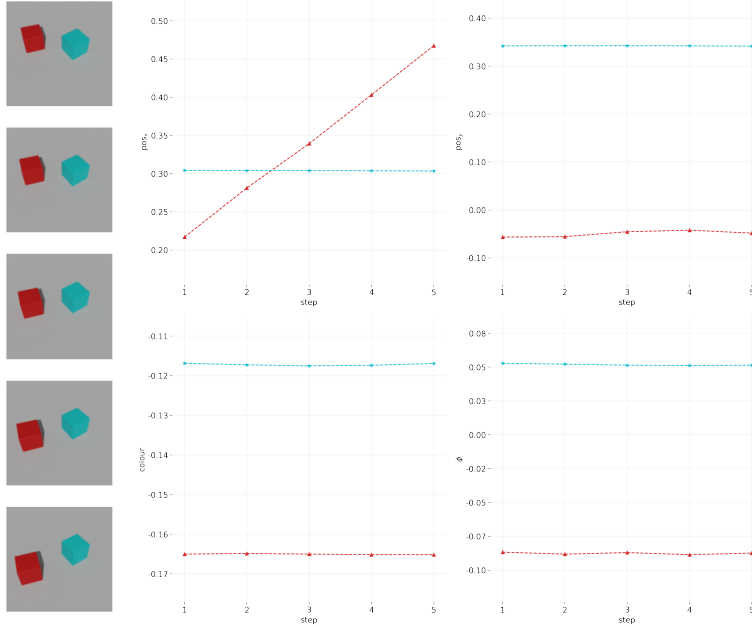 0.50
0.45
0.40
0.35
0.30
0.25
0.20
pos_x
1 2 3 4 5
step
0.40
0.30
0.20
0.10
0.00
-0.10
pos_y
1 2 3 4 5
step
-0.11
-0.12
-0.13
-0.14
-0.15
-0.16
-0.17
colour
1 2 3 4 5
step
0.08
0.05
0.03
0.00
-0.02
-0.05
-0.07
-0.10
Φ
1 2 3 4 5
step